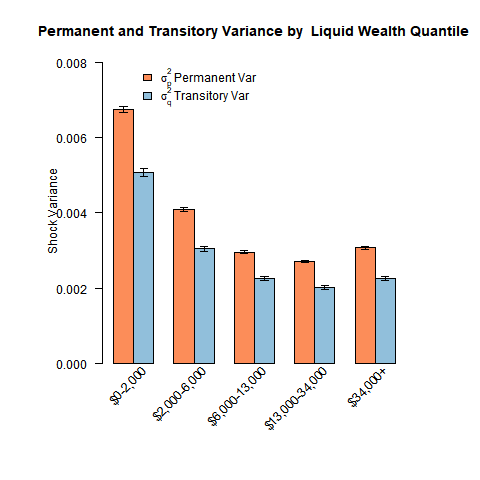 Permanent and Transitory Variance by  Liquid Wealth Quantile
σ²p Permanent Var
σ²q Transitory Var
Shock Variance
0.008
0.006
0.004
0.002
0.000
$0-2,000
$2,000-6,000
$6,000-13,000
$13,000-34,000
$34,000+